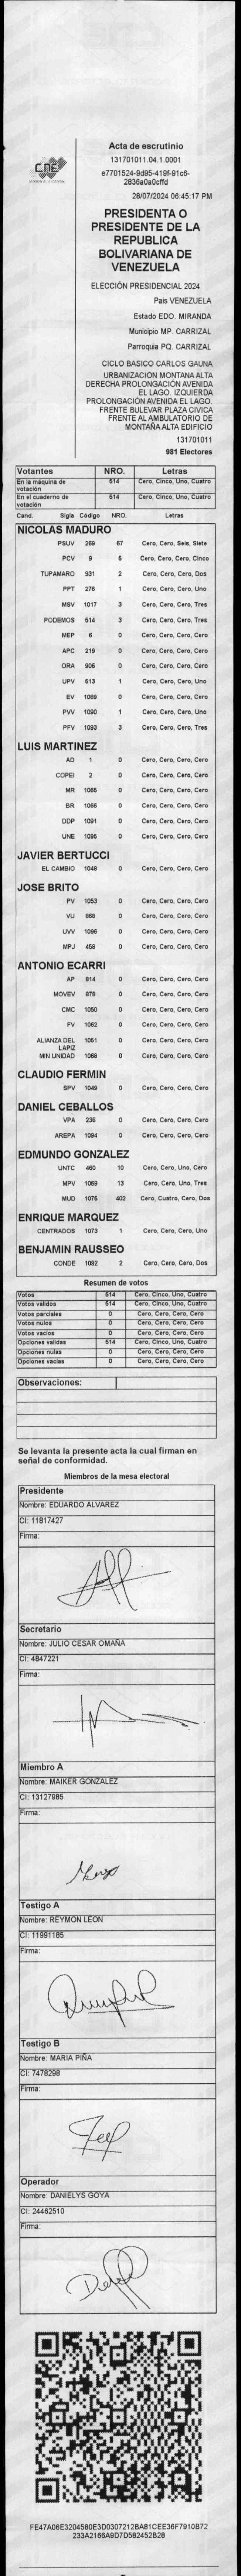 CNE
Acta de escrutinio
131701011.04.1.0001
e7701524-9d95-419f-91c6-
2836a0a0cffd
28/07/2024 06:45:17 PM
PRESIDENTA O
PRESIDENTE DE LA
REPUBLICA
BOLIVARIANA DE
VENEZUELA
ELECCIÓN PRESIDENCIAL 2024
Pais VENEZUELA
Estado EDO. MIRANDA
Municipio MP. CARRIZAL
Parroquia PQ. CARRIZAL
CICLO BASICO CARLOS GAUNA
URBANIZACION MONTANA ALTA
DERECHA PROLONGACIÓN AVENIDA
EL LAGO. IZQUIERDA
PROLONGACIÓN AVENIDA EL LAGO.
FRENTE BULEVAR PLAZA CIVICA
FRENTE AL AMBULATORIO DE
MONTAÑA ALTA EDIFICIO
131701011
981 Electores
Votantes NRO. Letras
En la máquina de votación 514 Cero, Cinco, Uno, Cuatro
En el cuaderno de votación 514 Cero, Cinco, Uno, Cuatro
Cand. Sigla Código NRO. Letras
NICOLAS MADURO
PSUV 269 67 Cero, Cero, Seis, Siete
PCV 9 5 Cero, Cero, Cero, Cinco
TUPAMARO 931 2 Cero, Cero, Cero, Dos
PPT 276 1 Cero, Cero, Cero, Uno
MSV 1017 3 Cero, Cero, Cero, Tres
PODEMOS 514 3 Cero, Cero, Cero, Tres
MEP 6 0 Cero, Cero, Cero, Cero
APC 219 0 Cero, Cero, Cero, Cero
ORA 906 0 Cero, Cero, Cero, Cero
UPV 513 1 Cero, Cero, Cero, Uno
EV 1089 0 Cero, Cero, Cero, Cero
PVV 1090 1 Cero, Cero, Cero, Uno
PFV 1093 3 Cero, Cero, Cero, Tres
LUIS MARTINEZ
AD 1 0 Cero, Cero, Cero, Cero
COPEI 2 0 Cero, Cero, Cero, Cero
MR 1065 0 Cero, Cero, Cero, Cero
BR 1066 0 Cero, Cero, Cero, Cero
DDP 1091 0 Cero, Cero, Cero, Cero
UNE 1095 0 Cero, Cero, Cero, Cero
JAVIER BERTUCCI
EL CAMBIO 1048 0 Cero, Cero, Cero, Cero
JOSE BRITO
PV 1053 0 Cero, Cero, Cero, Cero
VU 868 0 Cero, Cero, Cero, Cero
UVV 1096 0 Cero, Cero, Cero, Cero
MPJ 458 0 Cero, Cero, Cero, Cero
ANTONIO ECARRI
AP 814 0 Cero, Cero, Cero, Cero
MOVEV 879 0 Cero, Cero, Cero, Cero
CMC 1050 0 Cero, Cero, Cero, Cero
FV 1062 0 Cero, Cero, Cero, Cero
ALIANZA DEL LAPIZ 1051 0 Cero, Cero, Cero, Cero
MIN UNIDAD 1068 0 Cero, Cero, Cero, Cero
CLAUDIO FERMIN
SPV 1049 0 Cero, Cero, Cero, Cero
DANIEL CEBALLOS
VPA 236 0 Cero, Cero, Cero, Cero
AREPA 1094 0 Cero, Cero, Cero, Cero
EDMUNDO GONZALEZ
UNTC 460 10 Cero, Cero, Uno, Cero
MPV 1069 13 Cero, Cero, Uno, Tres
MUD 1075 402 Cero, Cuatro, Cero, Dos
ENRIQUE MARQUEZ
CENTRADOS 1073 1 Cero, Cero, Cero, Uno
BENJAMIN RAUSSEO
CONDE 1092 2 Cero, Cero, Cero, Dos
Resumen de votos
Votos 514 Cero, Cinco, Uno, Cuatro
Votos validos 514 Cero, Cinco, Uno, Cuatro
Votos parciales 0 Cero, Cero, Cero, Cero
Votos nulos 0 Cero, Cero, Cero, Cero
Votos vacios 0 Cero, Cero, Cero, Cero
Opciones validas 514 Cero, Cinco, Uno, Cuatro
Opciones nulas 0 Cero, Cero, Cero, Cero
Opciones vacias 0 Cero, Cero, Cero, Cero
Observaciones:
Se levanta la presente acta la cual firman en
señal de conformidad.
Miembros de la mesa electoral
Presidente
Nombre: EDUARDO ALVAREZ
CI: 11817427
Firma:
Secretario
Nombre: JULIO CESAR OMAÑA
CI: 4847221
Firma:
Miembro A
Nombre: MAIKER GONZALEZ
CI: 13127985
Firma:
Testigo A
Nombre: REYMON LEON
CI: 11991185
Firma:
Testigo B
Nombre: MARIA PIÑA
CI: 7478298
Firma:
Operador
Nombre: DANIELYS GOYA
CI: 24462510
Firma:
FE47A06E3204580E3D0307212BA81CEE36F7910B72
233A2166A9D7D582452B28